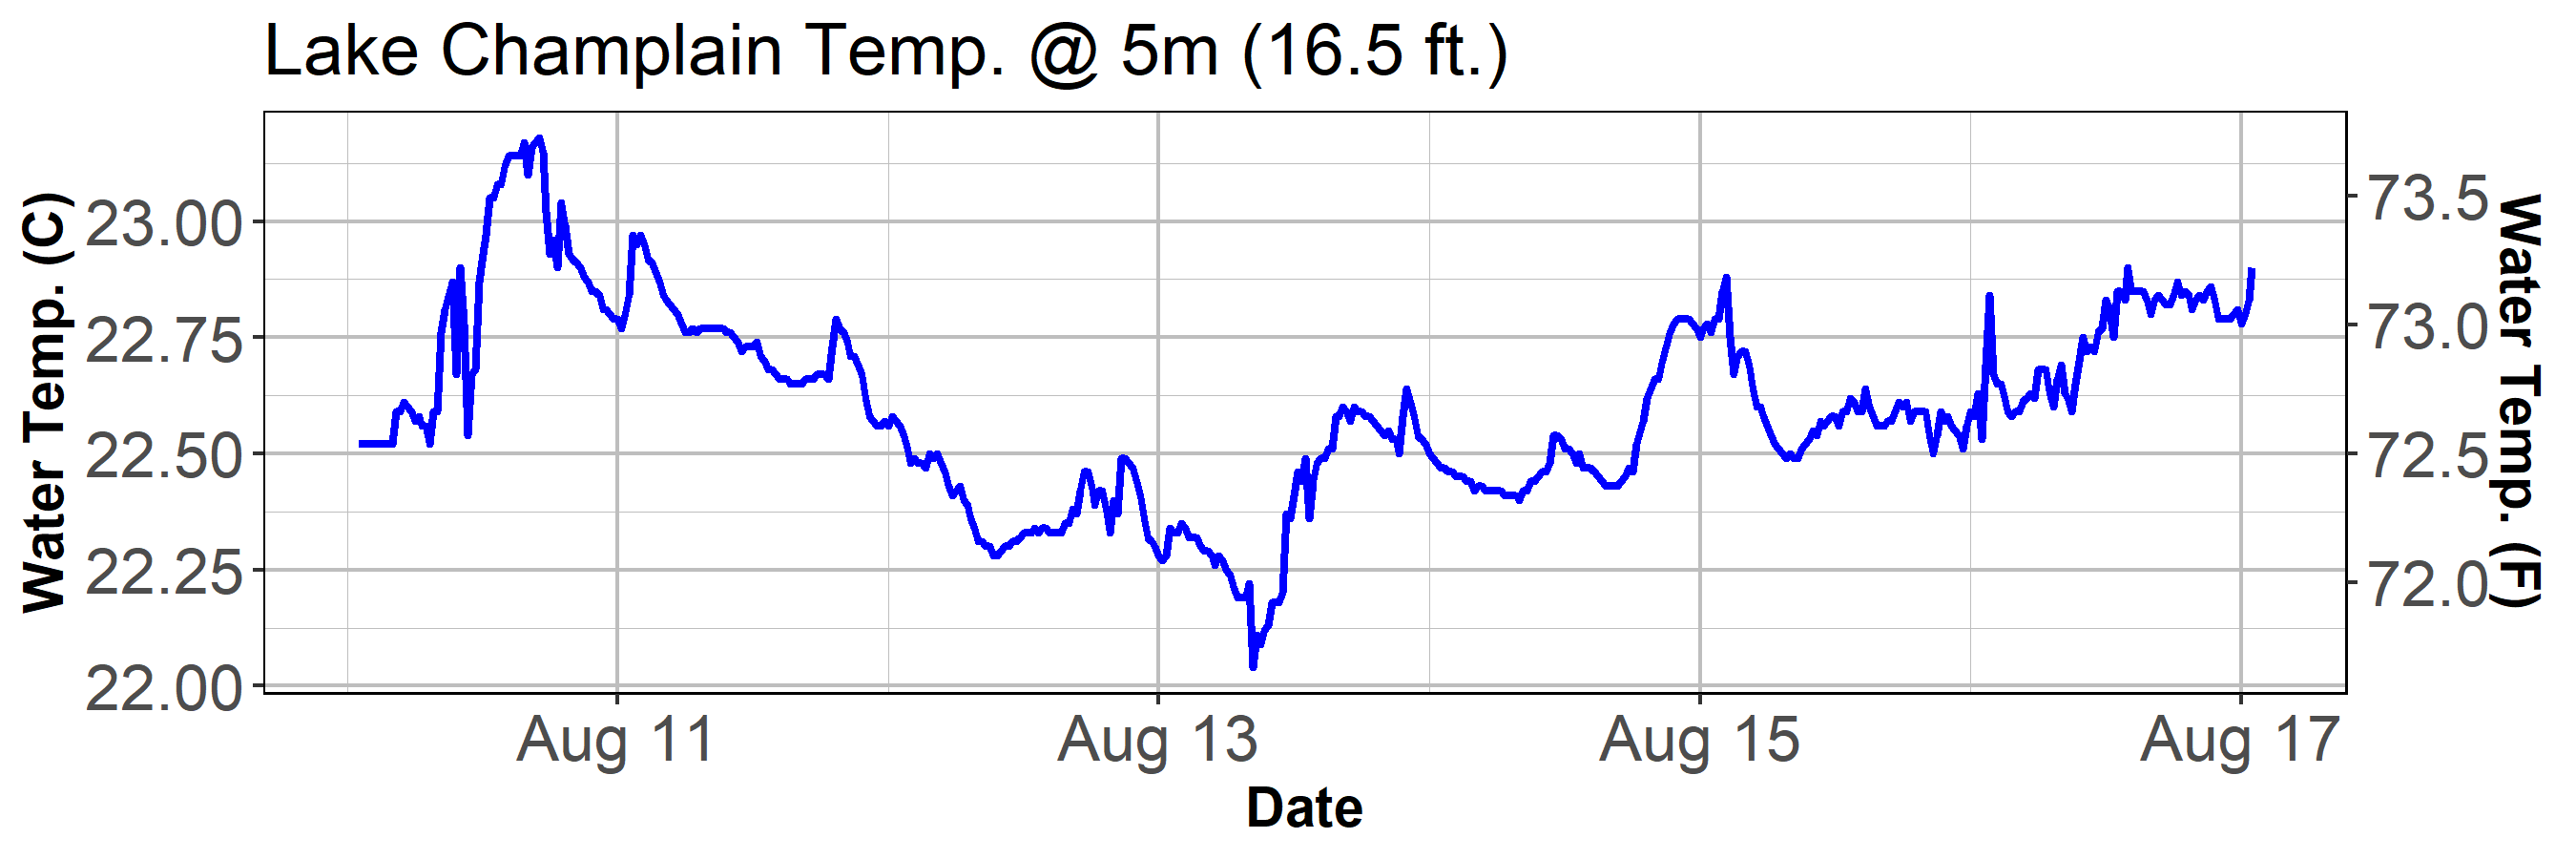 Lake Champlain Temp. @ 5m (16.5 ft.)
Water Temp. (C)
23.00
22.75
22.50
22.25
22.00
73.5
73.0
72.5
72.0
Water Temp. (F)
Aug 11
Aug 13
Aug 15
Aug 17
Date